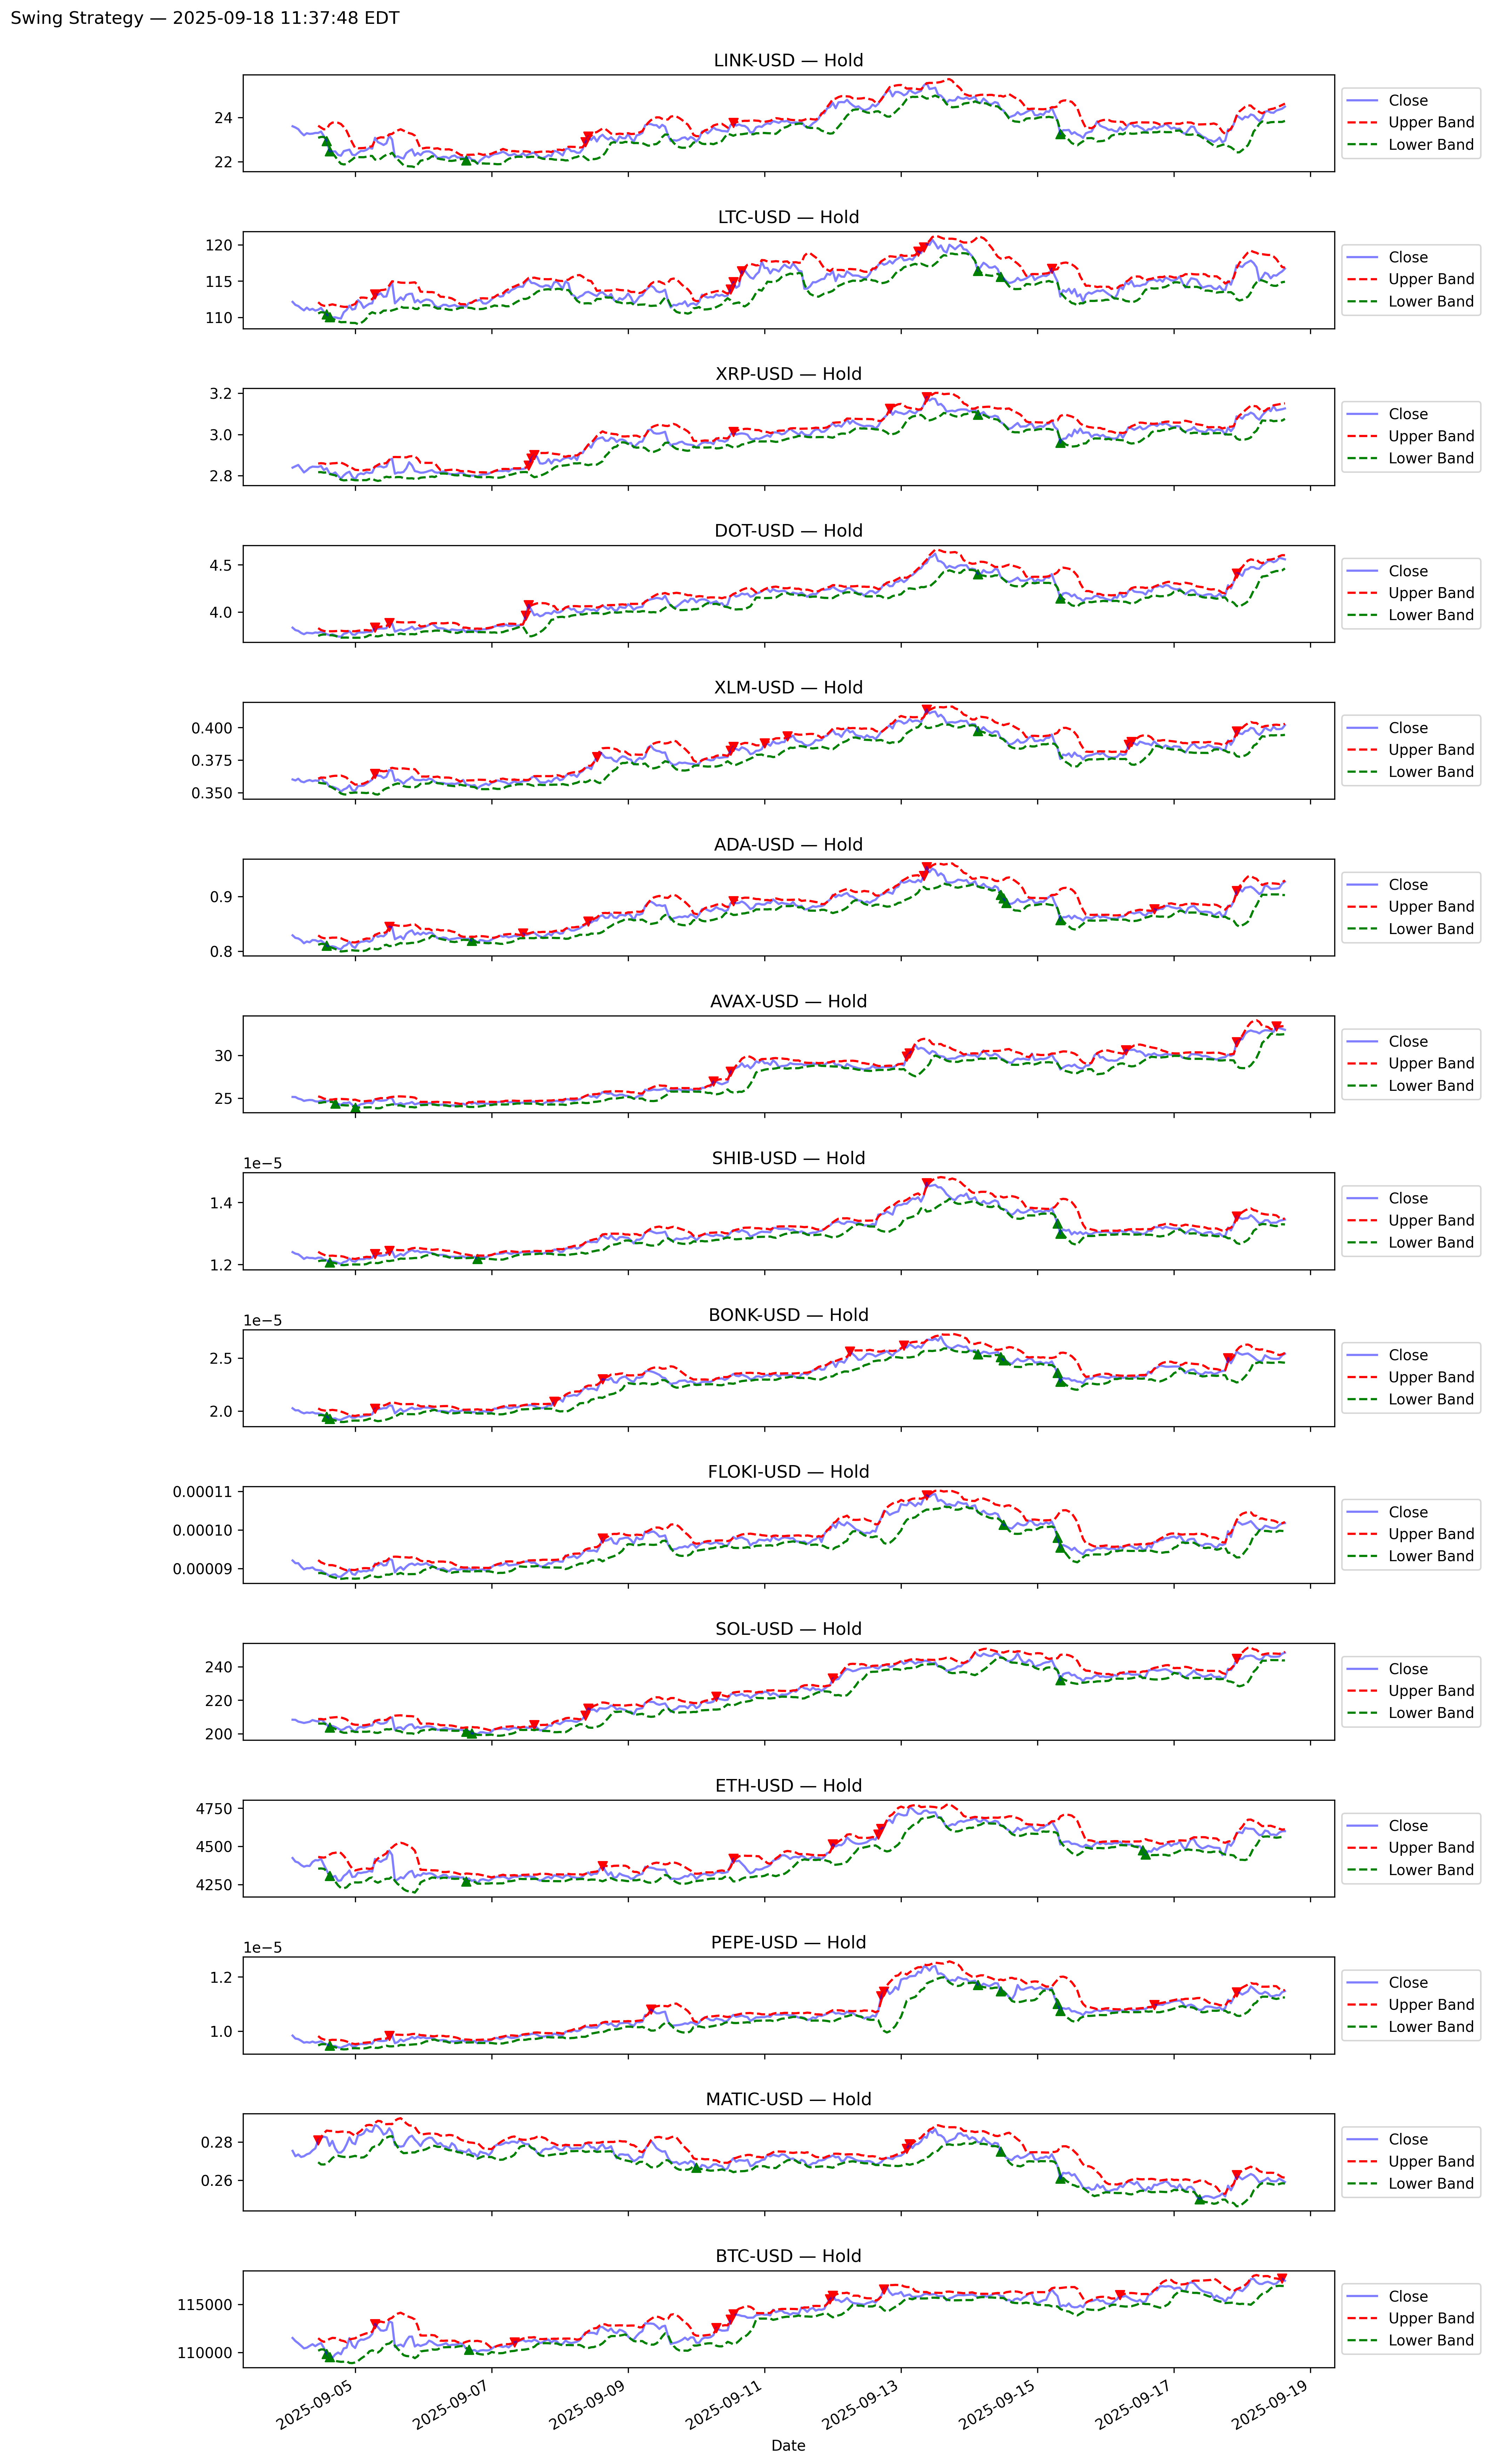 Swing Strategy — 2025-09-18 11:37:48 EDT
LINK-USD — Hold
24
22
Close
Upper Band
Lower Band
LTC-USD — Hold
120
115
110
Close
Upper Band
Lower Band
XRP-USD — Hold
3.2
3.0
2.8
Close
Upper Band
Lower Band
DOT-USD — Hold
4.5
4.0
Close
Upper Band
Lower Band
XLM-USD — Hold
0.400
0.375
0.350
Close
Upper Band
Lower Band
ADA-USD — Hold
0.9
0.8
Close
Upper Band
Lower Band
AVAX-USD — Hold
30
25
Close
Upper Band
Lower Band
SHIB-USD — Hold
1e−5
1.4
1.2
Close
Upper Band
Lower Band
BONK-USD — Hold
1e−5
2.5
2.0
Close
Upper Band
Lower Band
FLOKI-USD — Hold
0.00011
0.00010
0.00009
Close
Upper Band
Lower Band
SOL-USD — Hold
240
220
200
Close
Upper Band
Lower Band
ETH-USD — Hold
4750
4500
4250
Close
Upper Band
Lower Band
PEPE-USD — Hold
1e−5
1.2
1.0
Close
Upper Band
Lower Band
MATIC-USD — Hold
0.28
0.26
Close
Upper Band
Lower Band
BTC-USD — Hold
115000
110000
Close
Upper Band
Lower Band
2025-09-05
2025-09-07
2025-09-09
2025-09-11
2025-09-13
2025-09-15
2025-09-17
2025-09-19
Date